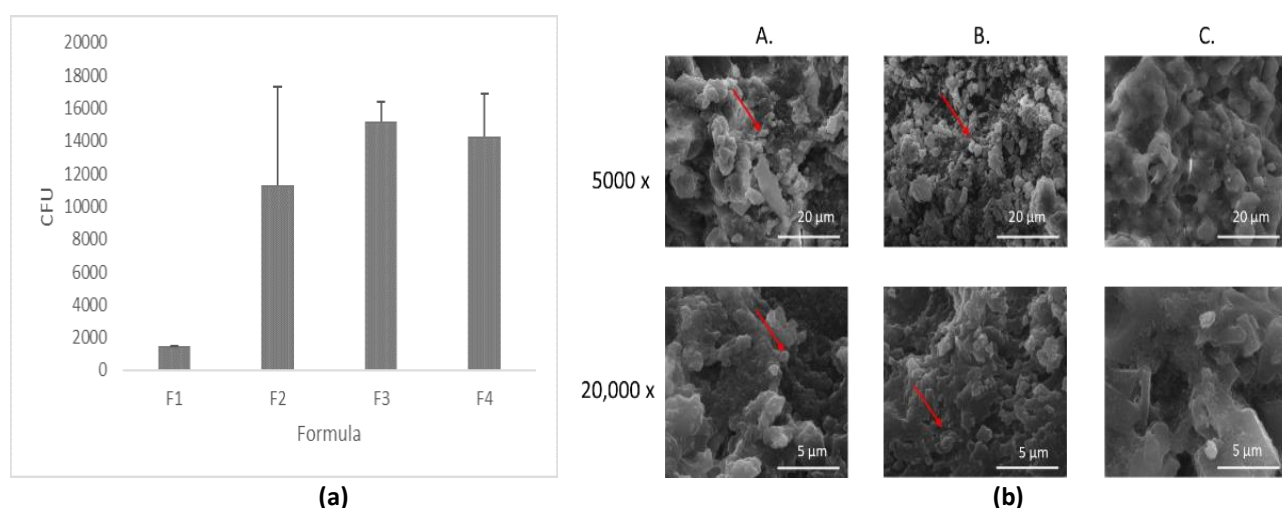 20000
18000
16000
14000
12000
10000
8000
6000
4000
2000
0
CFU
F1 F2 F3 F4
Formula
(a)
A. B. C.
5000 x
20 µm 20 µm 20 µm
20,000 x
5 µm 5 µm 5 µm
(b)